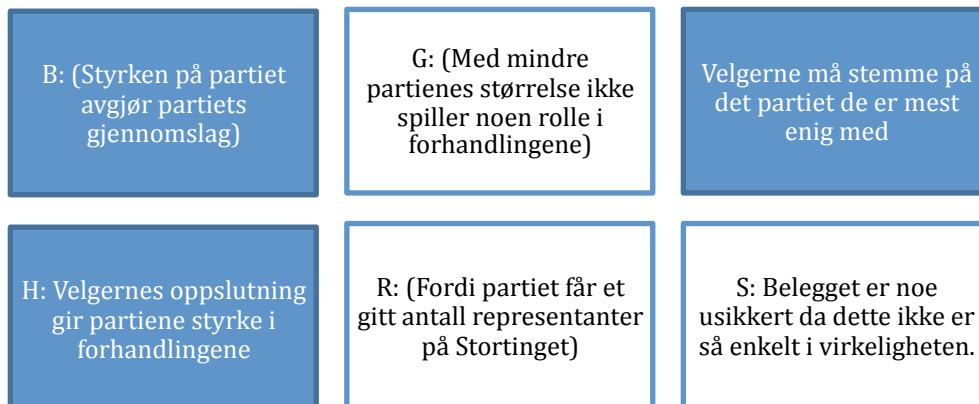 B: (Styrken på partiet
avgjør partiets
gjennomslag)
G: (Med mindre
partienes størrelse ikke
spiller noen rolle i
forhandlingene)
Velgerne må stemme på
det partiet de er mest
enig med
H: Velgernes oppslutning
gir partiene styrke i
forhandlingene
R: (Fordi partiet får et
gitt antall representanter
på Stortinget)
S: Belegget er noe
usikkert da dette ikke er
så enkelt i virkeligheten.